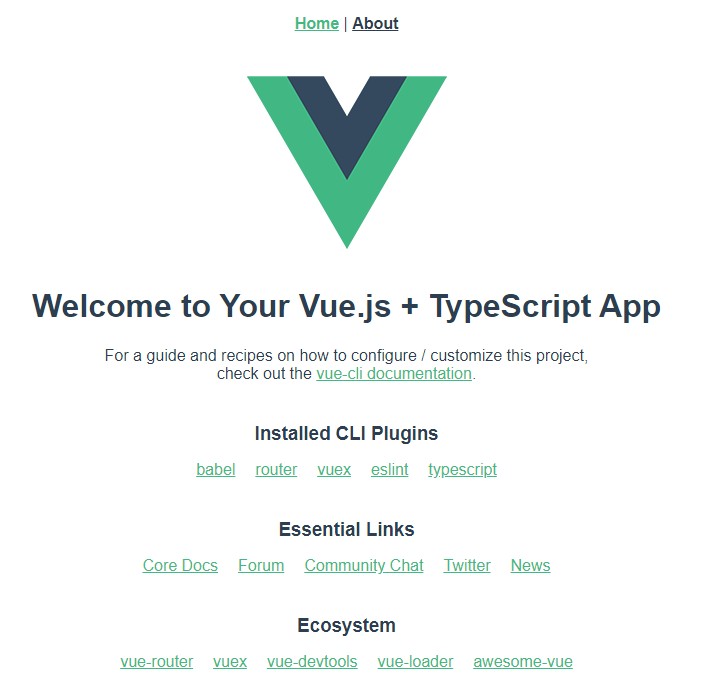 Home | About
Welcome to Your Vue.js + TypeScript App
For a guide and recipes on how to configure / customize this project,
check out the vue-cli documentation.
Installed CLI Plugins
babel router vuex eslint typescript
Essential Links
Core Docs Forum Community Chat Twitter News
Ecosystem
vue-router vuex vue-devtools vue-loader awesome-vue